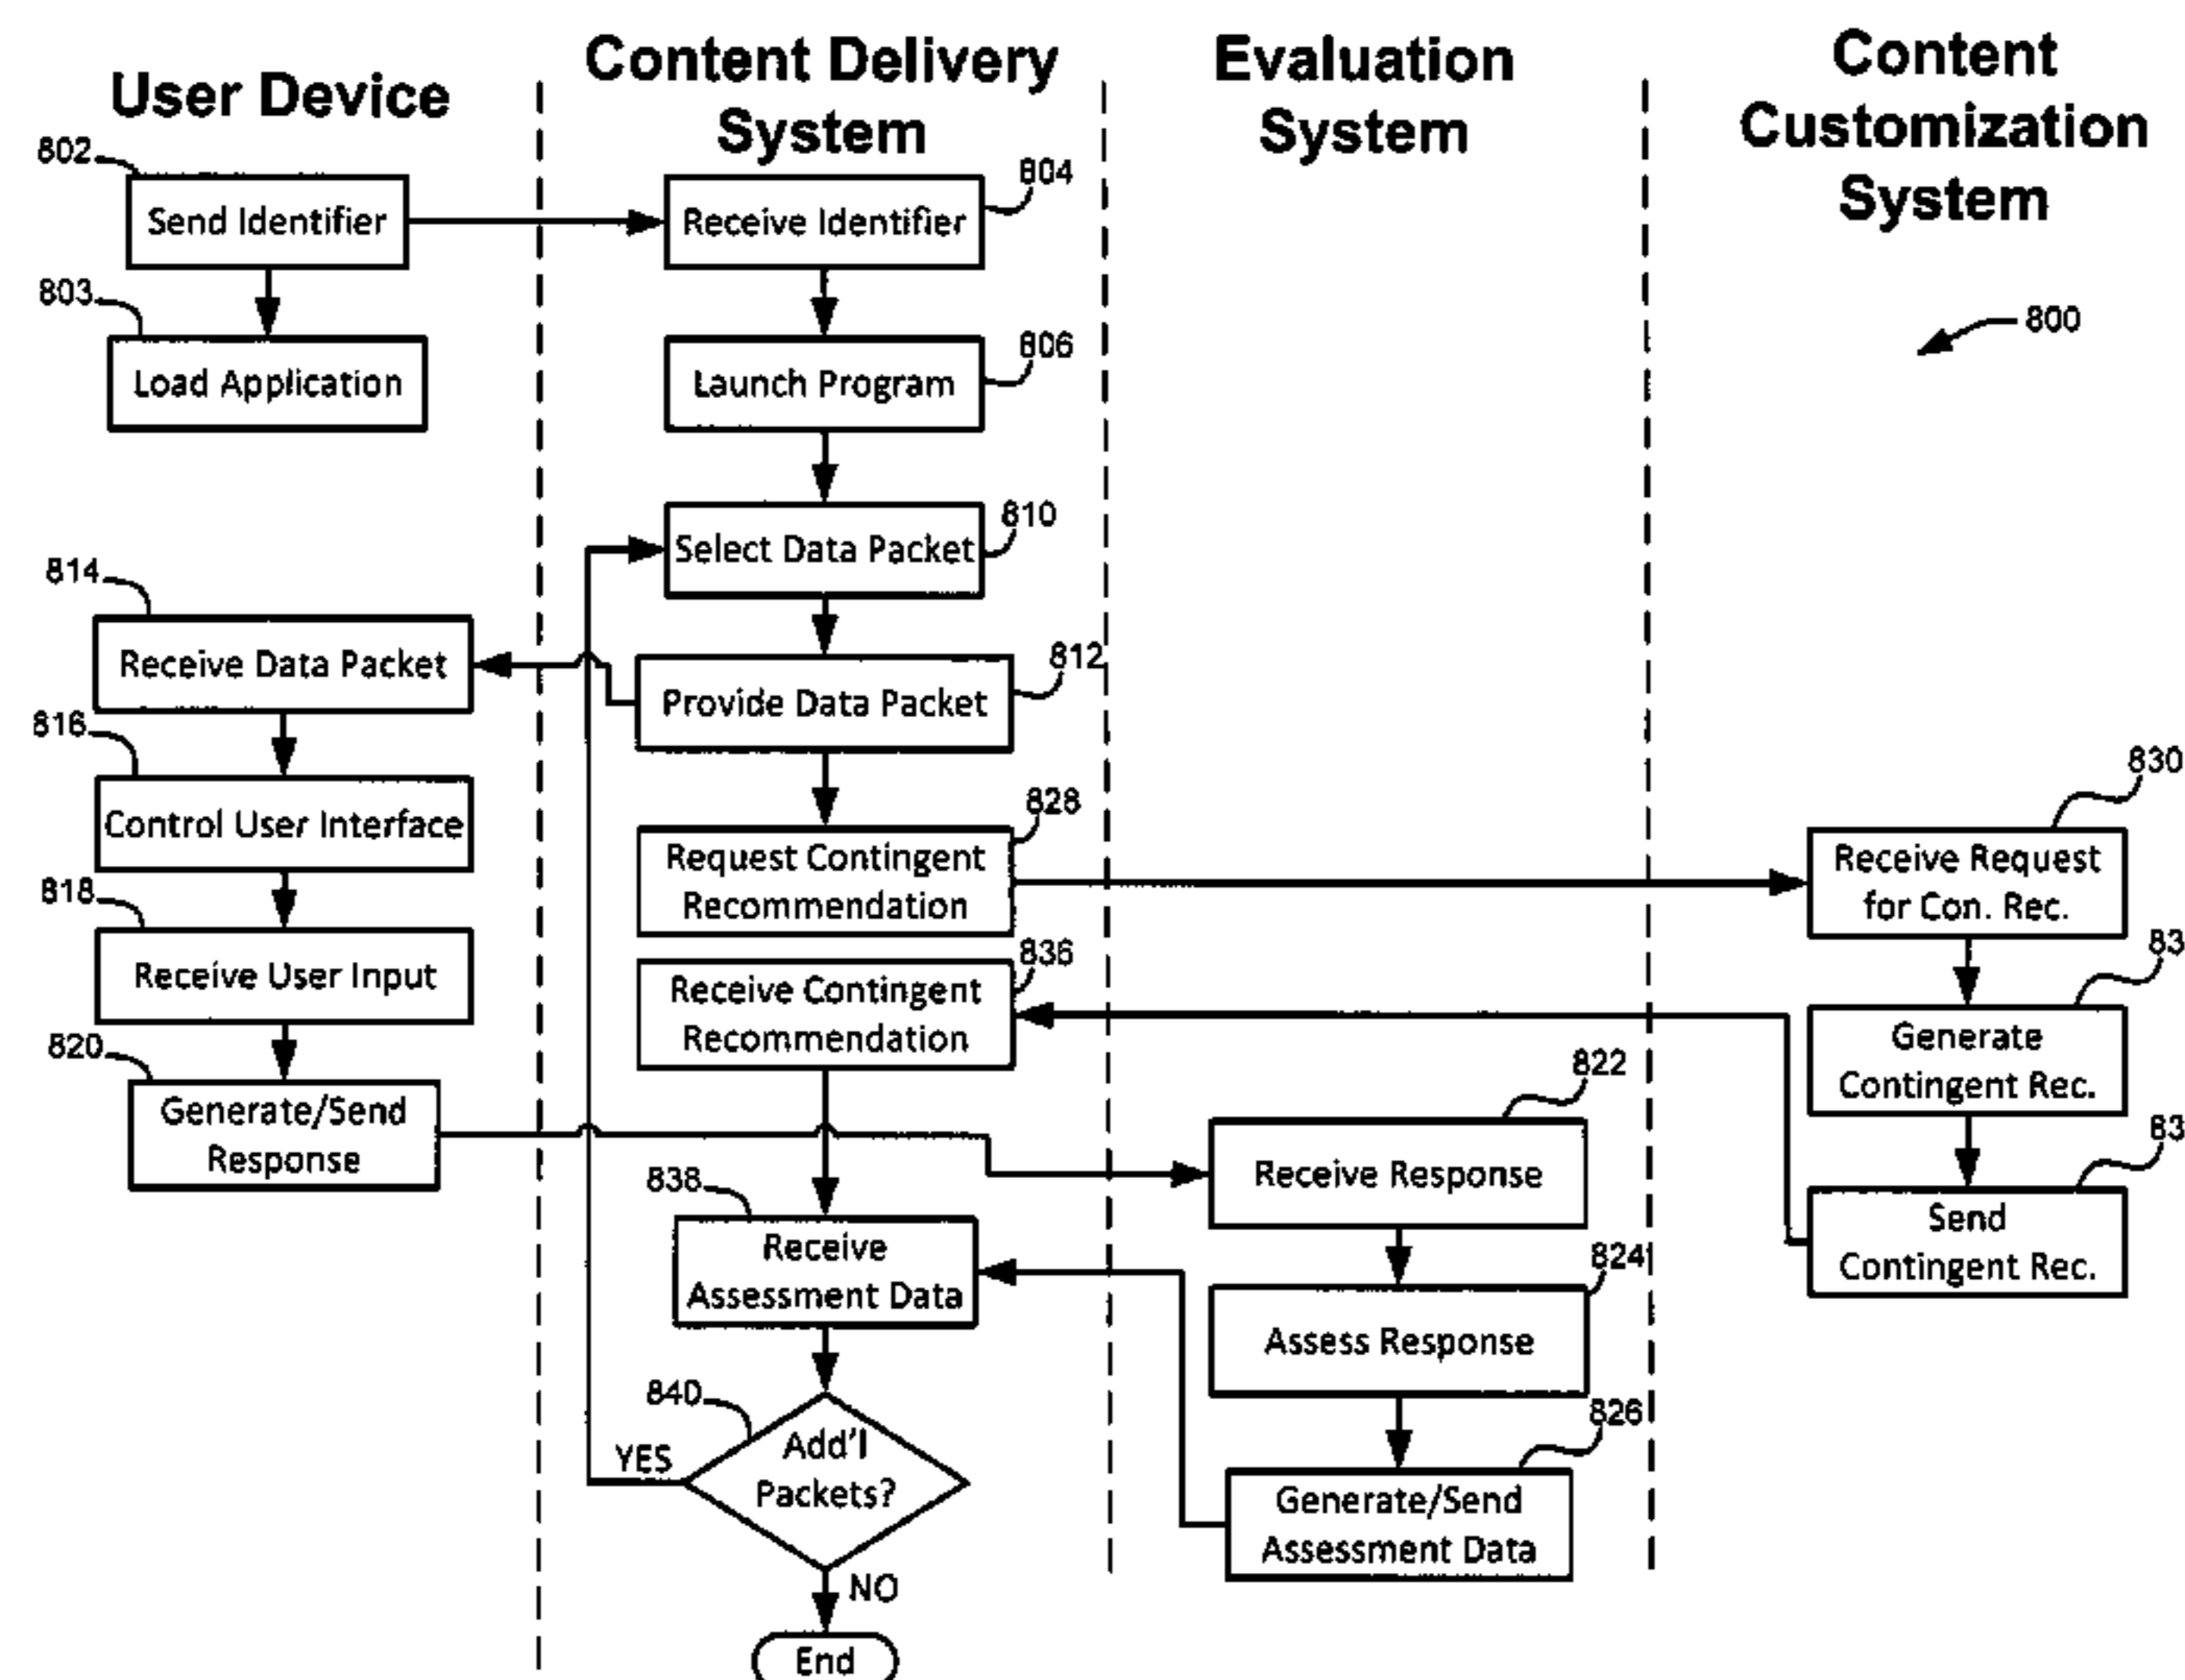 User Device
Content Delivery
System
Evaluation
System
Content
Customization
System
800
802
Send Identifier
804
Receive Identifier
803
Load Application
806
Launch Program
810
Select Data Packet
814
Receive Data Packet
812
Provide Data Packet
816
Control User Interface
828
Request Contingent
Recommendation
830
Receive Request
for Con. Rec.
818
Receive User Input
836
Receive Contingent
Recommendation
83
Generate
Contingent Rec.
820
Generate/Send
Response
822
Receive Response
83
Send
Contingent Rec.
838
Receive
Assessment Data
824
Assess Response
840
Add'l
Packets?
YES
NO
826
Generate/Send
Assessment Data
End